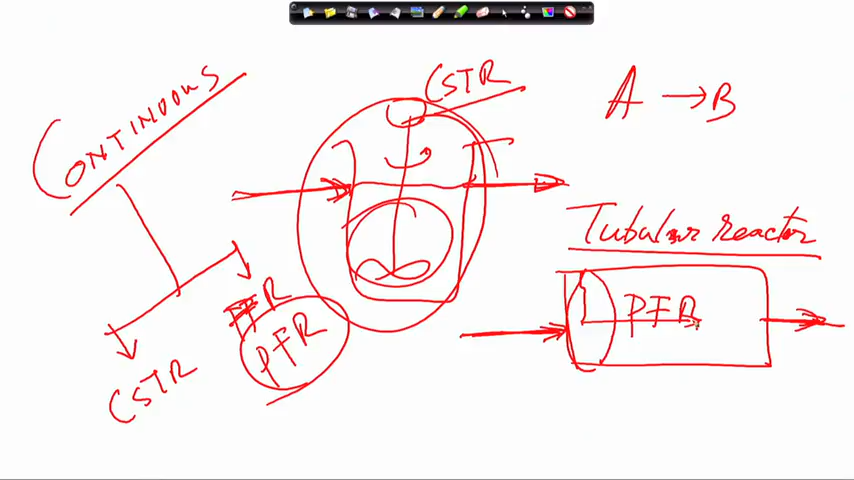 CONTINUOUS
CSTR
PFR
CSTR
A → B
Tubular reactor
PFR